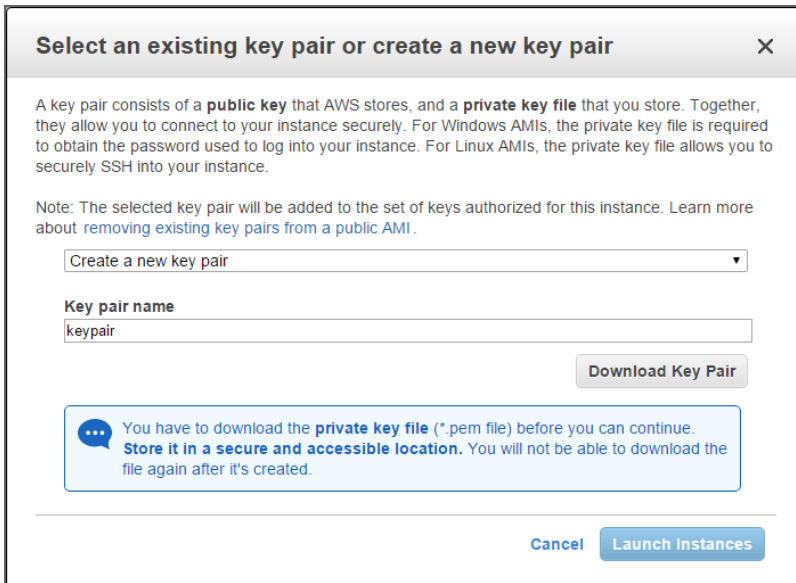 Select an existing key pair or create a new key pair
A key pair consists of a public key that AWS stores, and a private key file that you store. Together,
they allow you to connect to your instance securely. For Windows AMIs, the private key file is required
to obtain the password used to log into your instance. For Linux AMIs, the private key file allows you to
securely SSH into your instance.
Note: The selected key pair will be added to the set of keys authorized for this instance. Learn more
about removing existing key pairs from a public AMI.
Create a new key pair
Key pair name
keypair
Download Key Pair
You have to download the private key file (*.pem file) before you can continue.
Store it in a secure and accessible location. You will not be able to download the
file again after it's created.
Cancel
Launch Instances